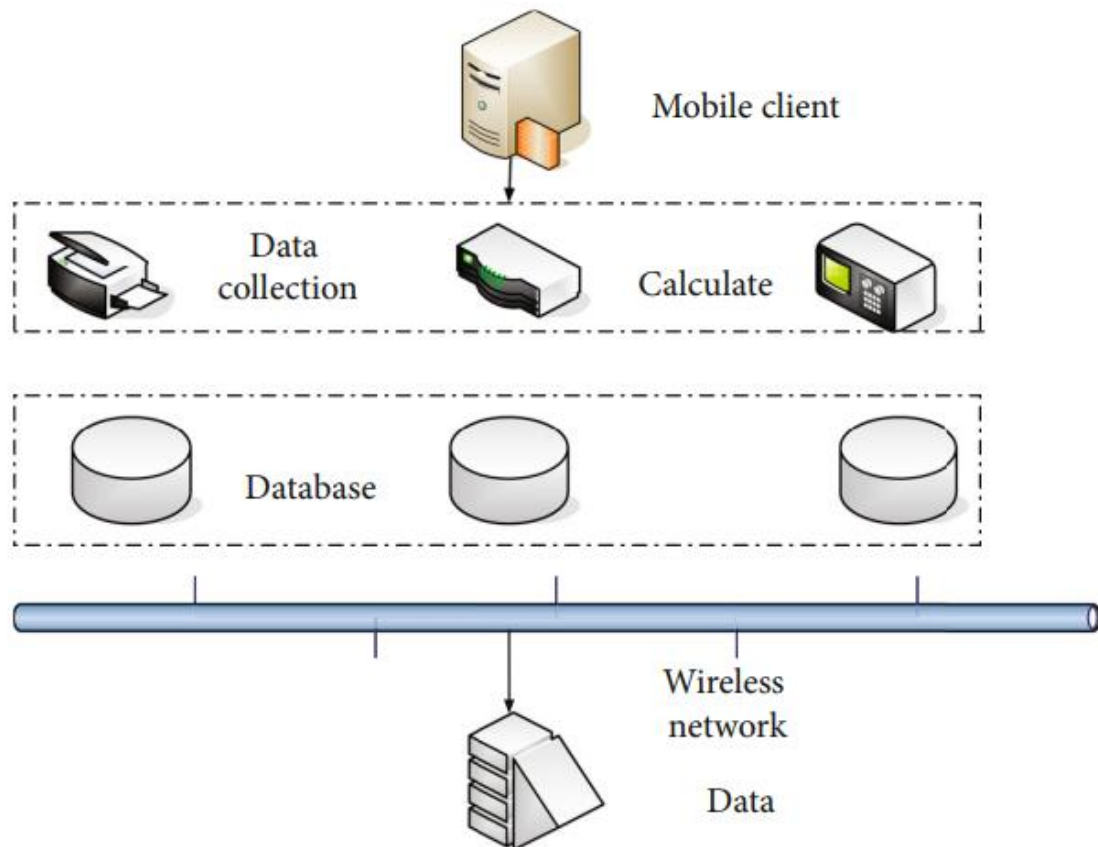 Mobile client
Data
collection
Calculate
Database
Wireless
network
Data